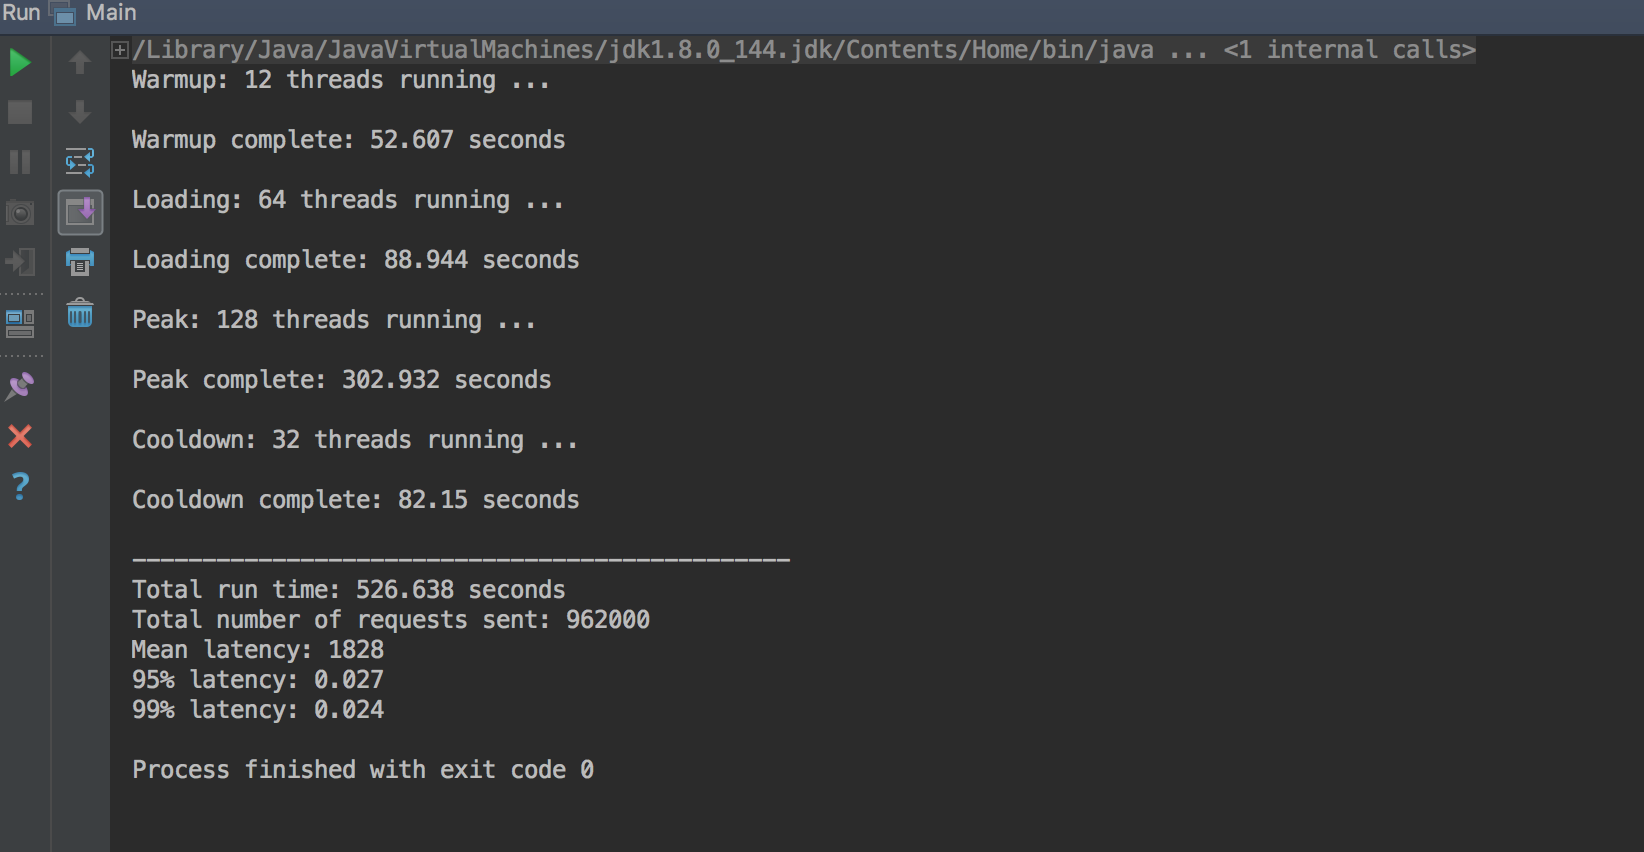 Run Main
/Library/Java/JavaVirtualMachines/jdk1.8.0_144.jdk/Contents/Home/bin/java ... <1 internal calls>
Warmup: 12 threads running ...
Warmup complete: 52.607 seconds
Loading: 64 threads running ...
Loading complete: 88.944 seconds
Peak: 128 threads running ...
Peak complete: 302.932 seconds
Cooldown: 32 threads running ...
Cooldown complete: 82.15 seconds
_______________________________________________
Total run time: 526.638 seconds
Total number of requests sent: 962000
Mean latency: 1828
95% latency: 0.027
99% latency: 0.024
Process finished with exit code 0